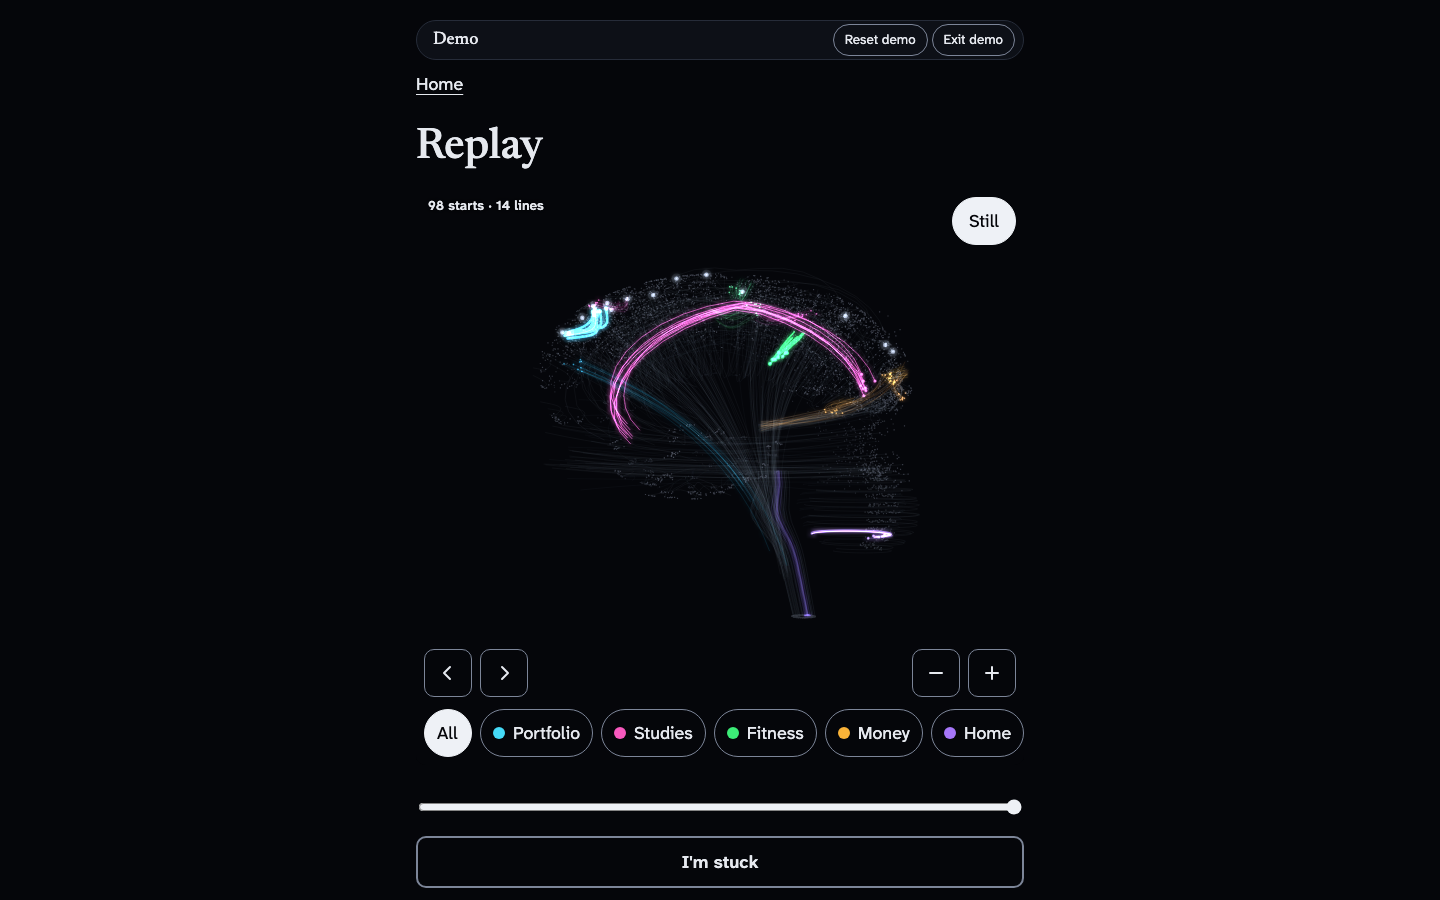 Demo
Reset demo
Exit demo
Home
Replay
98 starts · 14 lines
Still
All
Portfolio
Studies
Fitness
Money
Home
I'm stuck